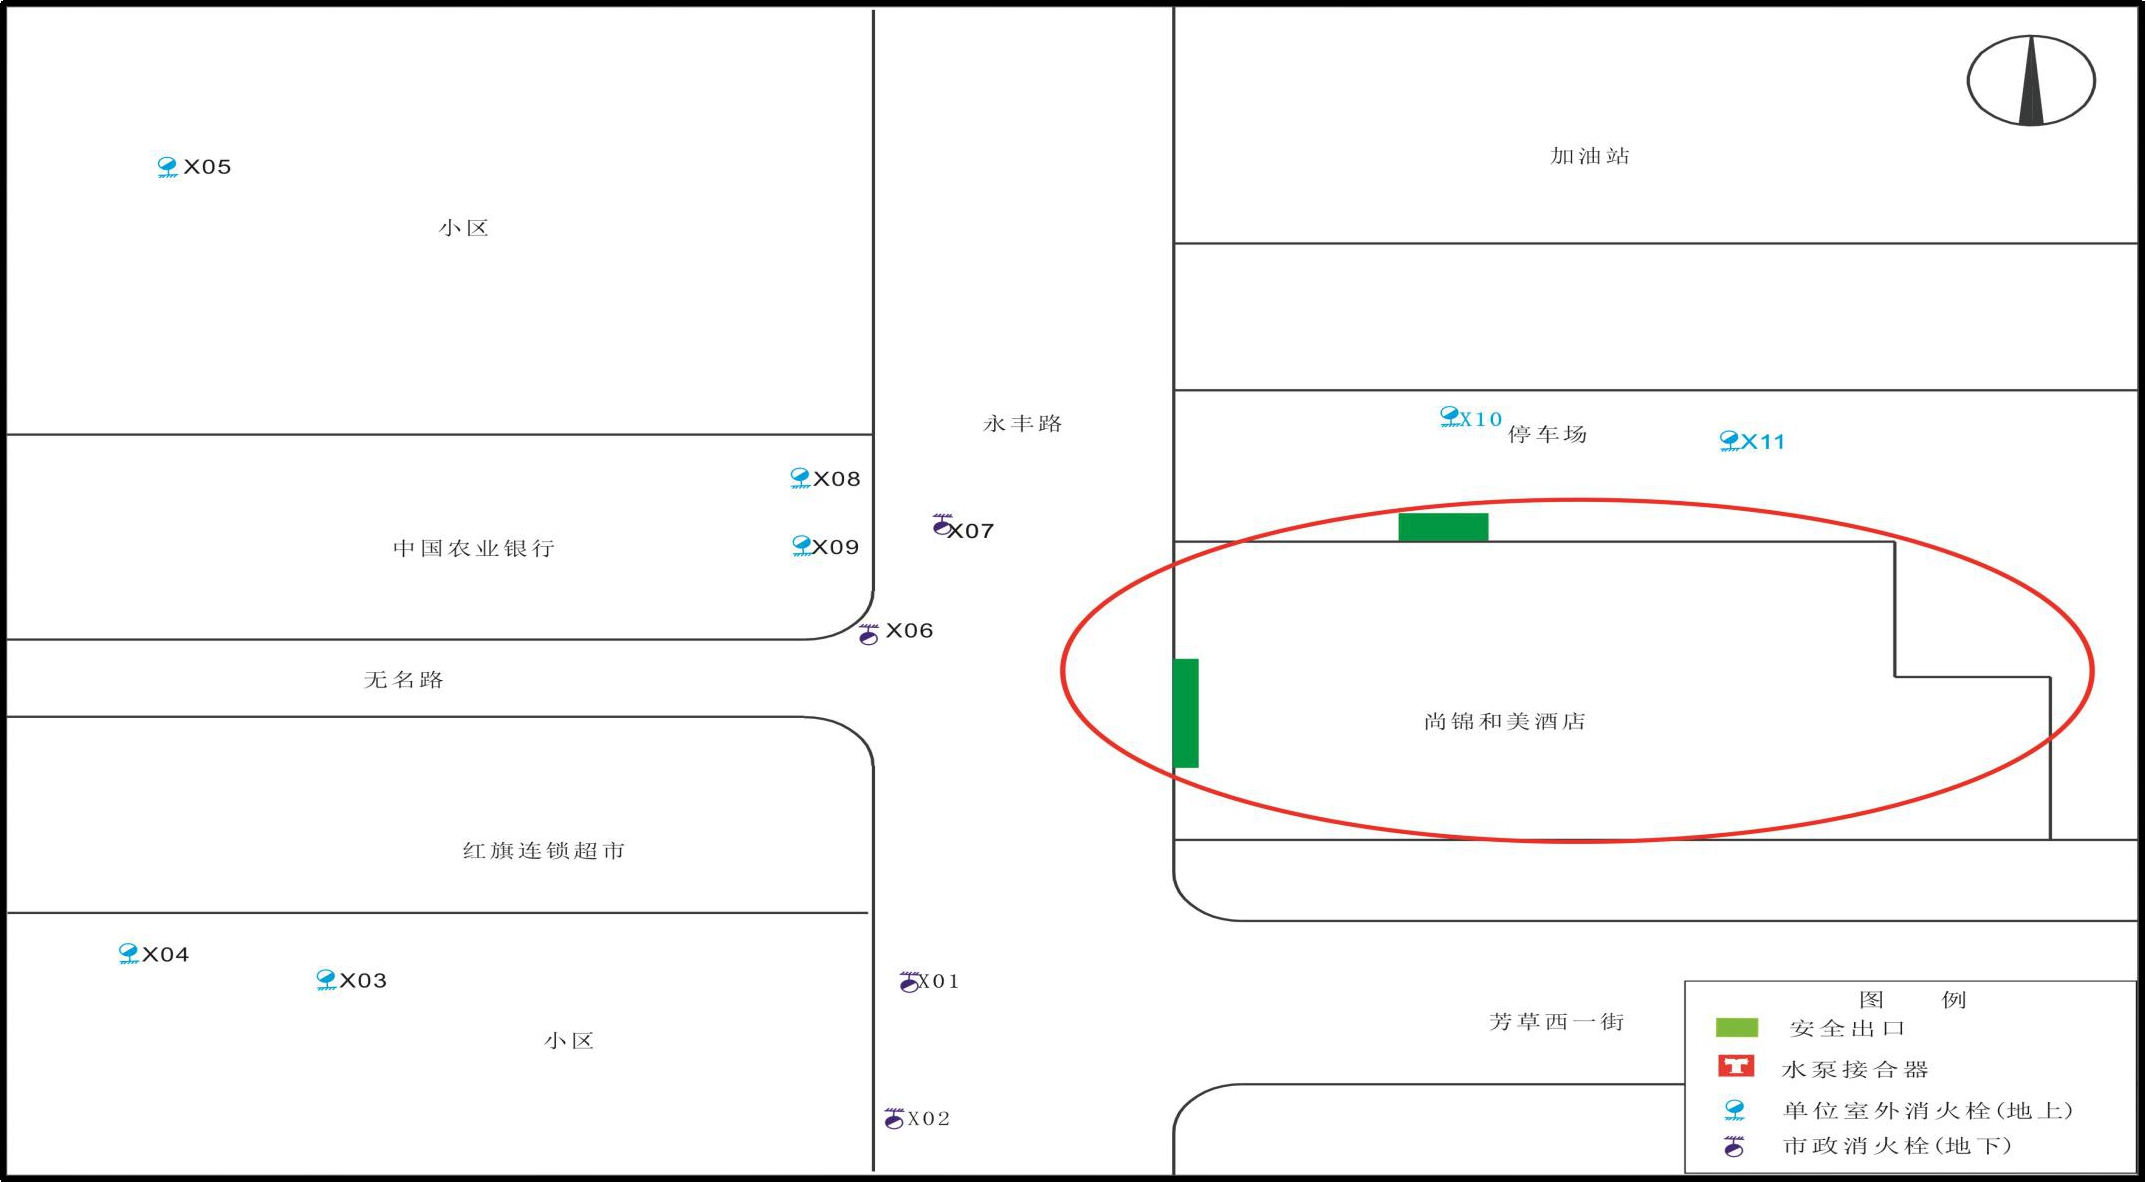 加油站
X05
小区
永丰路
X10
停车场
X11
X08
X07
中国农业银行
X09
X06
无名路
尚锦和美酒店
红旗连锁超市
X04
X03
X01
小区
芳草西一街
X02
图 例
安全出口
水泵接合器
单位室外消火栓(地上)
市政消火栓(地下)